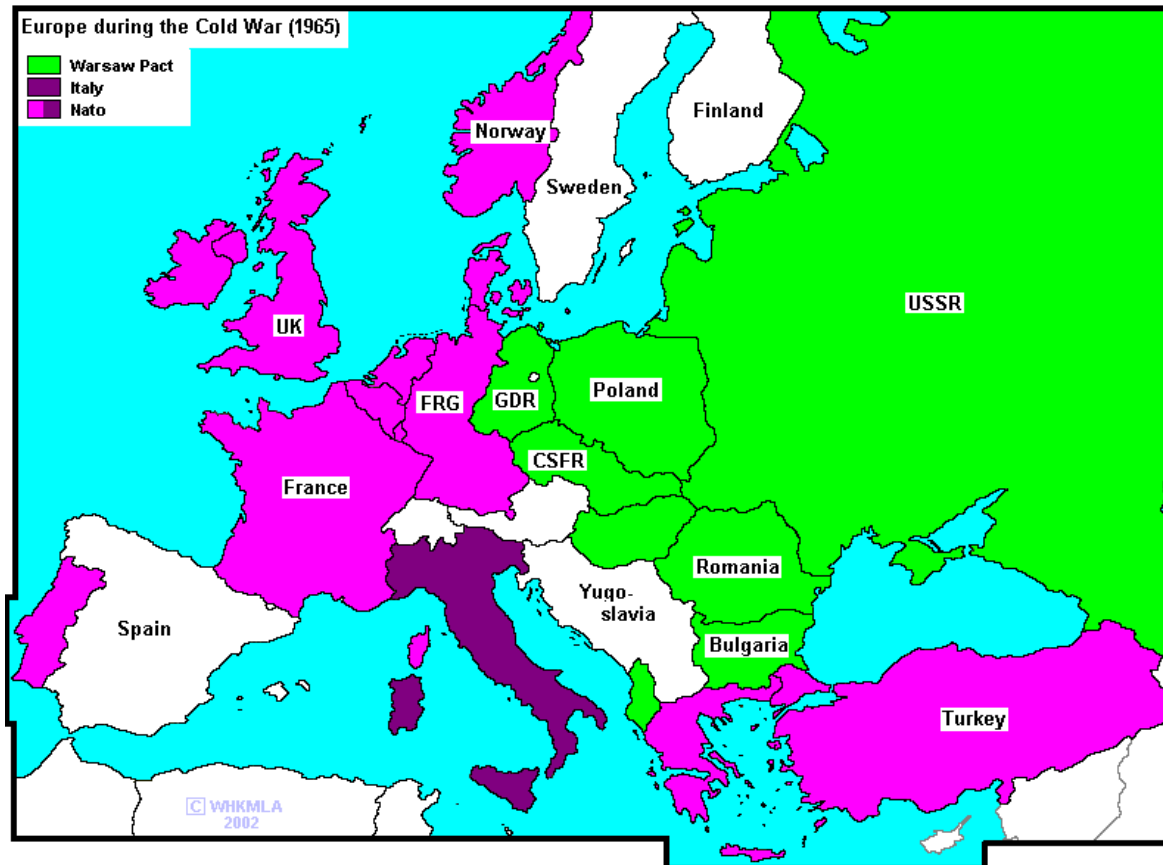 Europe during the Cold War (1965)
Warsaw Pact
Italy
Nato
Norway
Finland
Sweden
USSR
UK
Poland
FRG
GDR
CSFR
France
Romania
Yugo-
slavia
Spain
Bulgaria
Turkey
C WHKMLA
2002